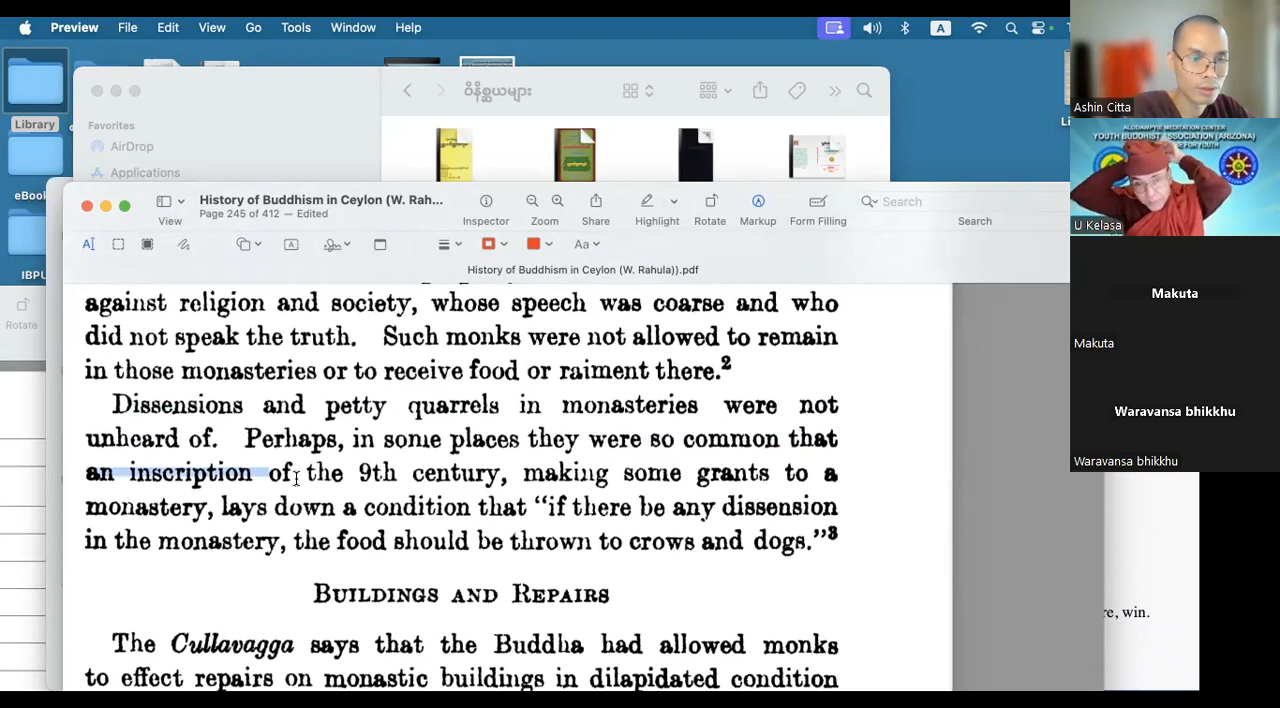 Preview File Edit View Go Tools Window Help
A
Library
ဝိနိစ္ဆယများ
Favorites
AirDrop
Applications
eBoo
IBPU
Rotate
History of Buddhism in Ceylon (W. Rah...
Page 245 of 412 — Edited
View
Inspector Zoom Share Highlight Rotate Markup Form Filling
Search
Search
A
Aa
History of Buddhism in Ceylon (W. Rahula)).pdf
against religion and society, whose speech was coarse and who
did not speak the truth. Such monks were not allowed to remain
in those monasteries or to receive food or raiment there.2
Dissensions and petty quarrels in monasteries were not
unheard of. Perhaps, in some places they were so common that
an inscription of the 9th century, making some grants to a
monastery, lays down a condition that “if there be any dissension
in the monastery, the food should be thrown to crows and dogs.”3
BUILDINGS AND REPAIRS
The Cullavagga says that the Buddha had allowed monks
to effect repairs on monastic buildings in dilapidated condition
re, win.
Ashin Citta
YOUTH BUDDHIST ASSOCIATION (ARIZONA)
U Kelasa
Makuta
Makuta
Waravansa bhikkhu
Waravansa bhikkhu